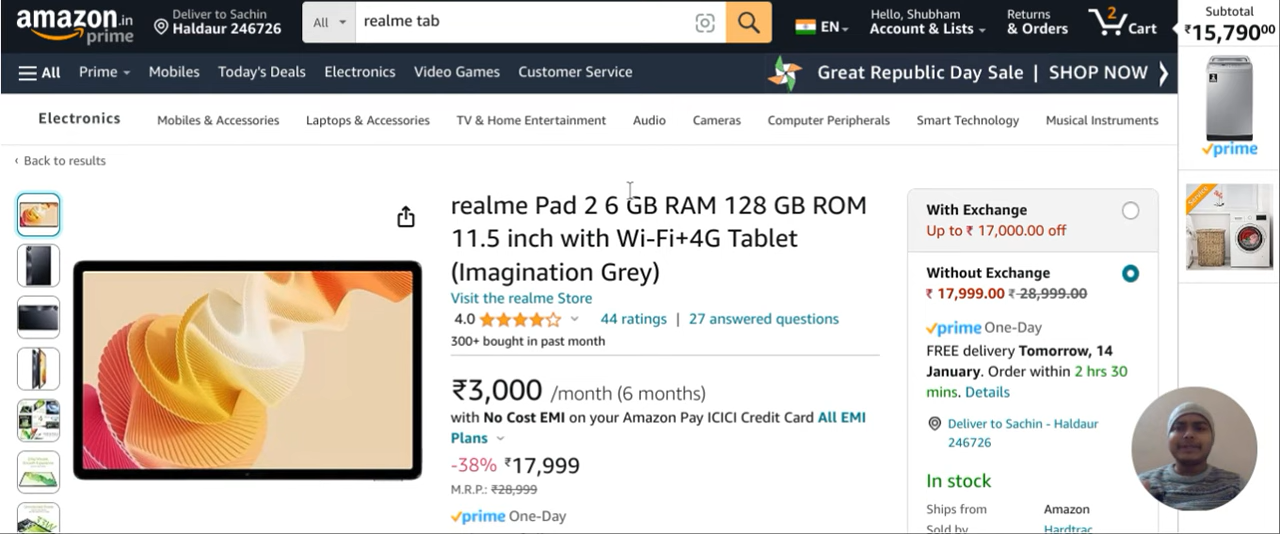 amazon.in
prime
Deliver to Sachin
Haldaur 246726
All
realme tab
EN
Hello, Shubham
Account & Lists
Returns
& Orders
2
Cart
Subtotal
₹15,790.00
All
Prime
Mobiles
Today's Deals
Electronics
Video Games
Customer Service
Great Republic Day Sale | SHOP NOW
Electronics
Mobiles & Accessories
Laptops & Accessories
TV & Home Entertainment
Audio
Cameras
Computer Peripherals
Smart Technology
Musical Instruments
prime
Service
‹ Back to results
realme Pad 2 6 GB RAM 128 GB ROM
11.5 inch with Wi-Fi+4G Tablet
(Imagination Grey)
Visit the realme Store
4.0
44 ratings | 27 answered questions
300+ bought in past month
₹3,000 /month (6 months)
with No Cost EMI on your Amazon Pay ICICI Credit Card All EMI
Plans
-38% ₹17,999
M.R.P.: ₹28,999
prime One-Day
With Exchange
Up to ₹ 17,000.00 off
Without Exchange
₹ 17,999.00 ₹ 28,999.00
prime One-Day
FREE delivery Tomorrow, 14
January. Order within 2 hrs 30
mins. Details
Deliver to Sachin - Haldaur
246726
In stock
Ships from Amazon
Sold by Hardtrac